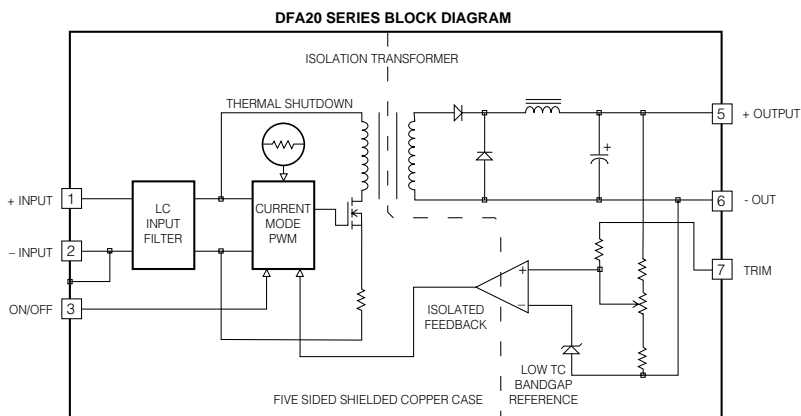 DFA20 SERIES BLOCK DIAGRAM
ISOLATION TRANSFORMER
THERMAL SHUTDOWN
5 + OUTPUT
+
+ INPUT 1
LC
INPUT
FILTER
CURRENT
MODE
PWM
6 - OUT
– INPUT 2
7 TRIM
+
–
ON/OFF 3
ISOLATED
FEEDBACK
LOW TC
BANDGAP
REFERENCE
FIVE SIDED SHIELDED COPPER CASE